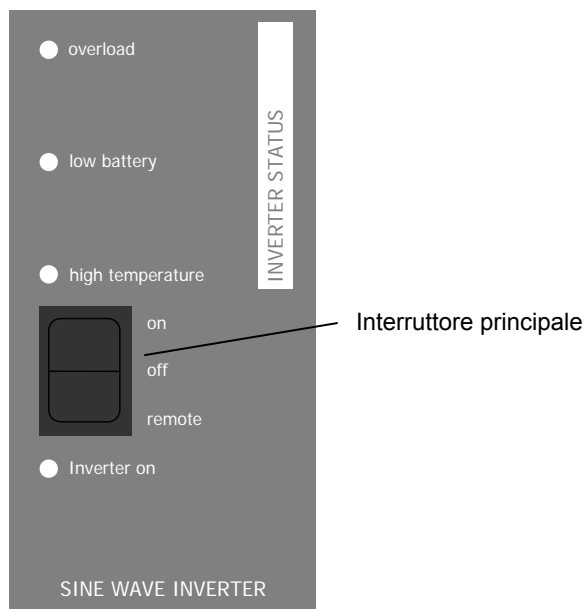 overload
low battery
high temperature
INVERTER STATUS
on
off
remote
Interruttore principale
Inverter on
SINE WAVE INVERTER